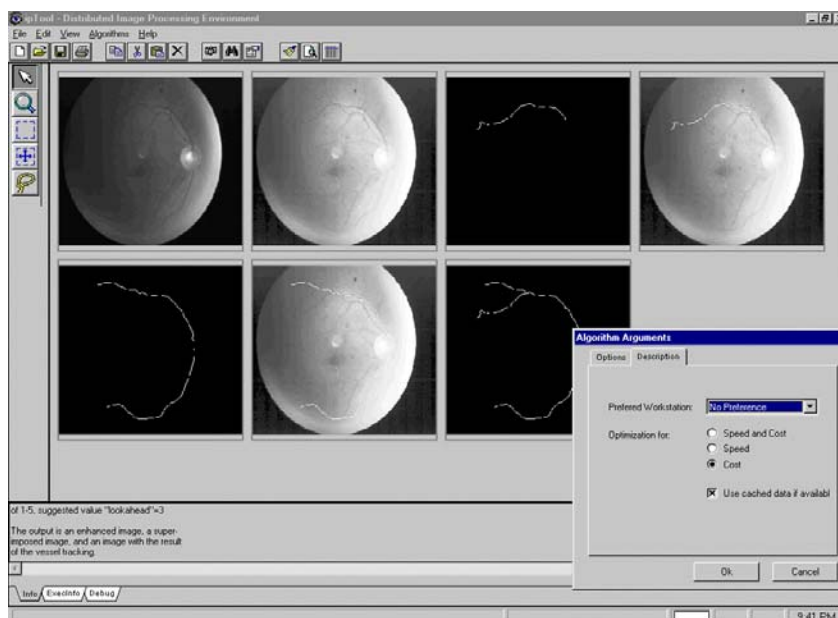 ipTool - Distributed Image Processing Environment
File Edit View Algorithms Help
Algorithm Arguments
Options Description
Prefered Workstation: No Preference
Optimization for: Speed and Cost
Speed
Cost
Use cached data if availabl
Ok Cancel
of 1-5, suggested value "lookahead"=3
The output is an enhanced image, a super-
imposed image, and an image with the result
of the vessel tracking.
Info ExecInfo Debug
9:41 PM